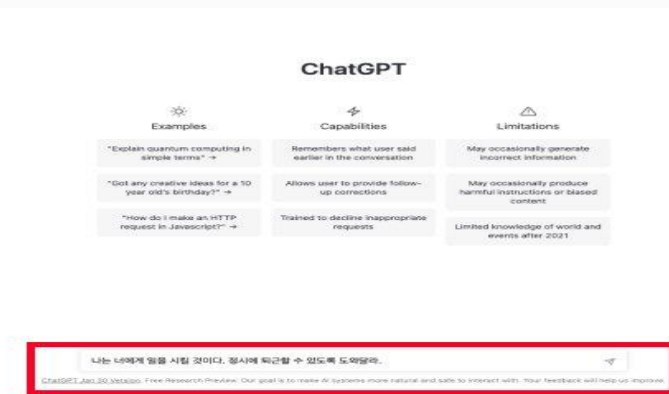 ChatGPT
Examples
Capabilities
Limitations
"Explain quantum computing in
simple terms" →
Remembers what user said
earlier in the conversation
May occasionally generate
incorrect information
"Got any creative ideas for a 10
year old's birthday?" →
Allows user to provide follow-
up corrections
May occasionally produce
harmful instructions or biased
content
"How do I make an HTTP
request in Javascript?" →
Trained to decline inappropriate
requests
Limited knowledge of world and
events after 2021
나는 너에게 일을 시킬 것이다. 정시에 퇴근할 수 있도록 도와달라.
ChatGPT Jan 30 Version. Free Research Preview. Our goal is to make AI systems more natural and safe to interact with. Your feedback will help us improve.